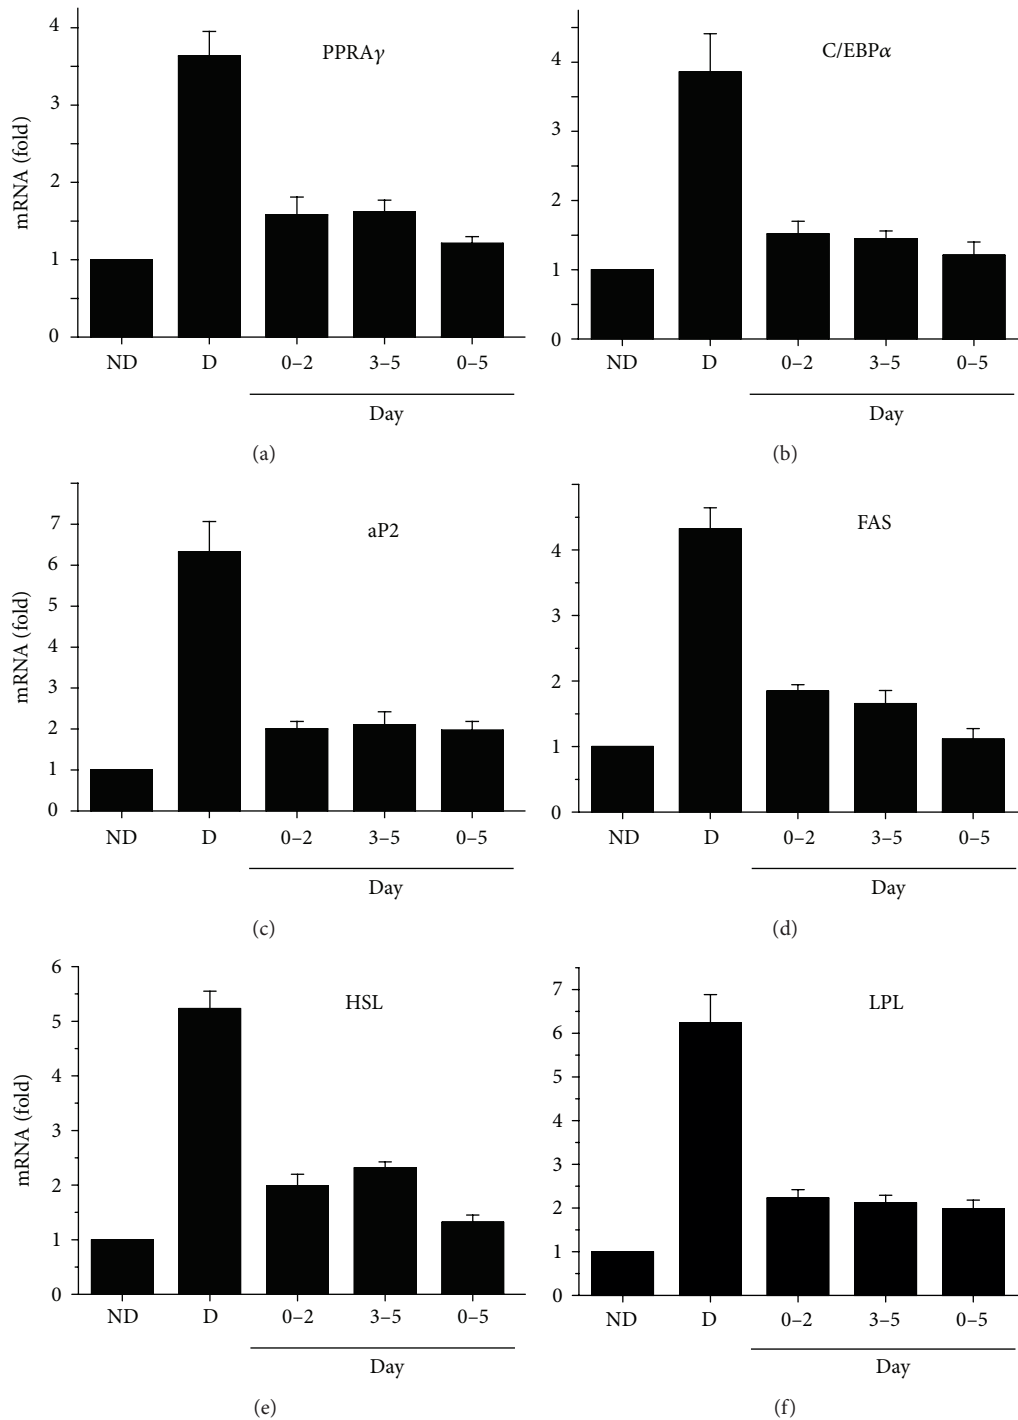 PPRAγ
mRNA (fold)
4
3
2
1
0
ND D 0–2 3–5 0–5
Day
(a)
C/EBPα
4
3
2
1
0
ND D 0–2 3–5 0–5
Day
(b)
aP2
mRNA (fold)
7
6
5
4
3
2
1
0
ND D 0–2 3–5 0–5
Day
(c)
FAS
4
3
2
1
0
ND D 0–2 3–5 0–5
Day
(d)
HSL
mRNA (fold)
6
5
4
3
2
1
0
ND D 0–2 3–5 0–5
Day
(e)
LPL
7
6
5
4
3
2
1
0
ND D 0–2 3–5 0–5
Day
(f)